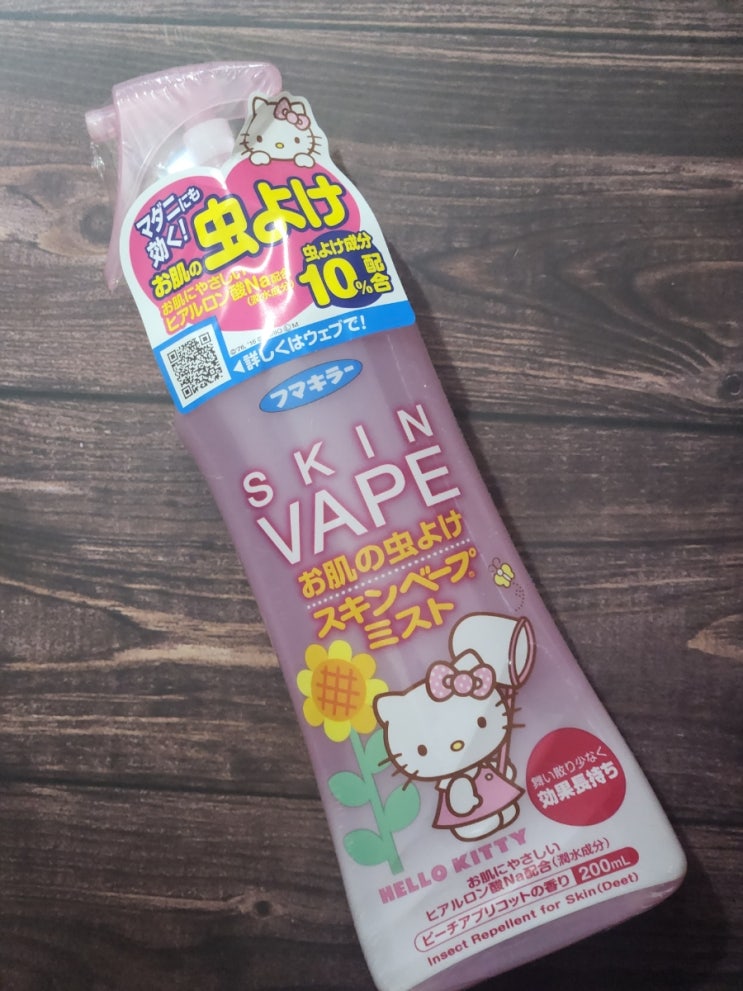 マダニにも
効く!
お肌の
虫よけ
お肌にやさしい
ヒアルロン酸Na配合
(潤水成分)
虫よけ成分
10%配合
詳しくはウェブで!
フマキラー
SKIN
VAPE
お肌の虫よけ
スキンベープ®
ミスト
舞い散り少なく
効果長持ち
HELLO KITTY
お肌にやさしい
ヒアルロン酸Na配合(潤水成分)
ピーチアプリコットの香り 200mL
Insect Repellent for Skin(Deet)